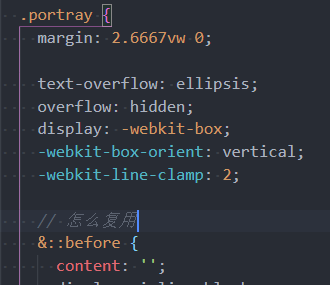 .portray {
margin: 2.6667vw 0;
text-overflow: ellipsis;
overflow: hidden;
display: -webkit-box;
-webkit-box-orient: vertical;
-webkit-line-clamp: 2;
// 怎么复用
&::before {
content: '';